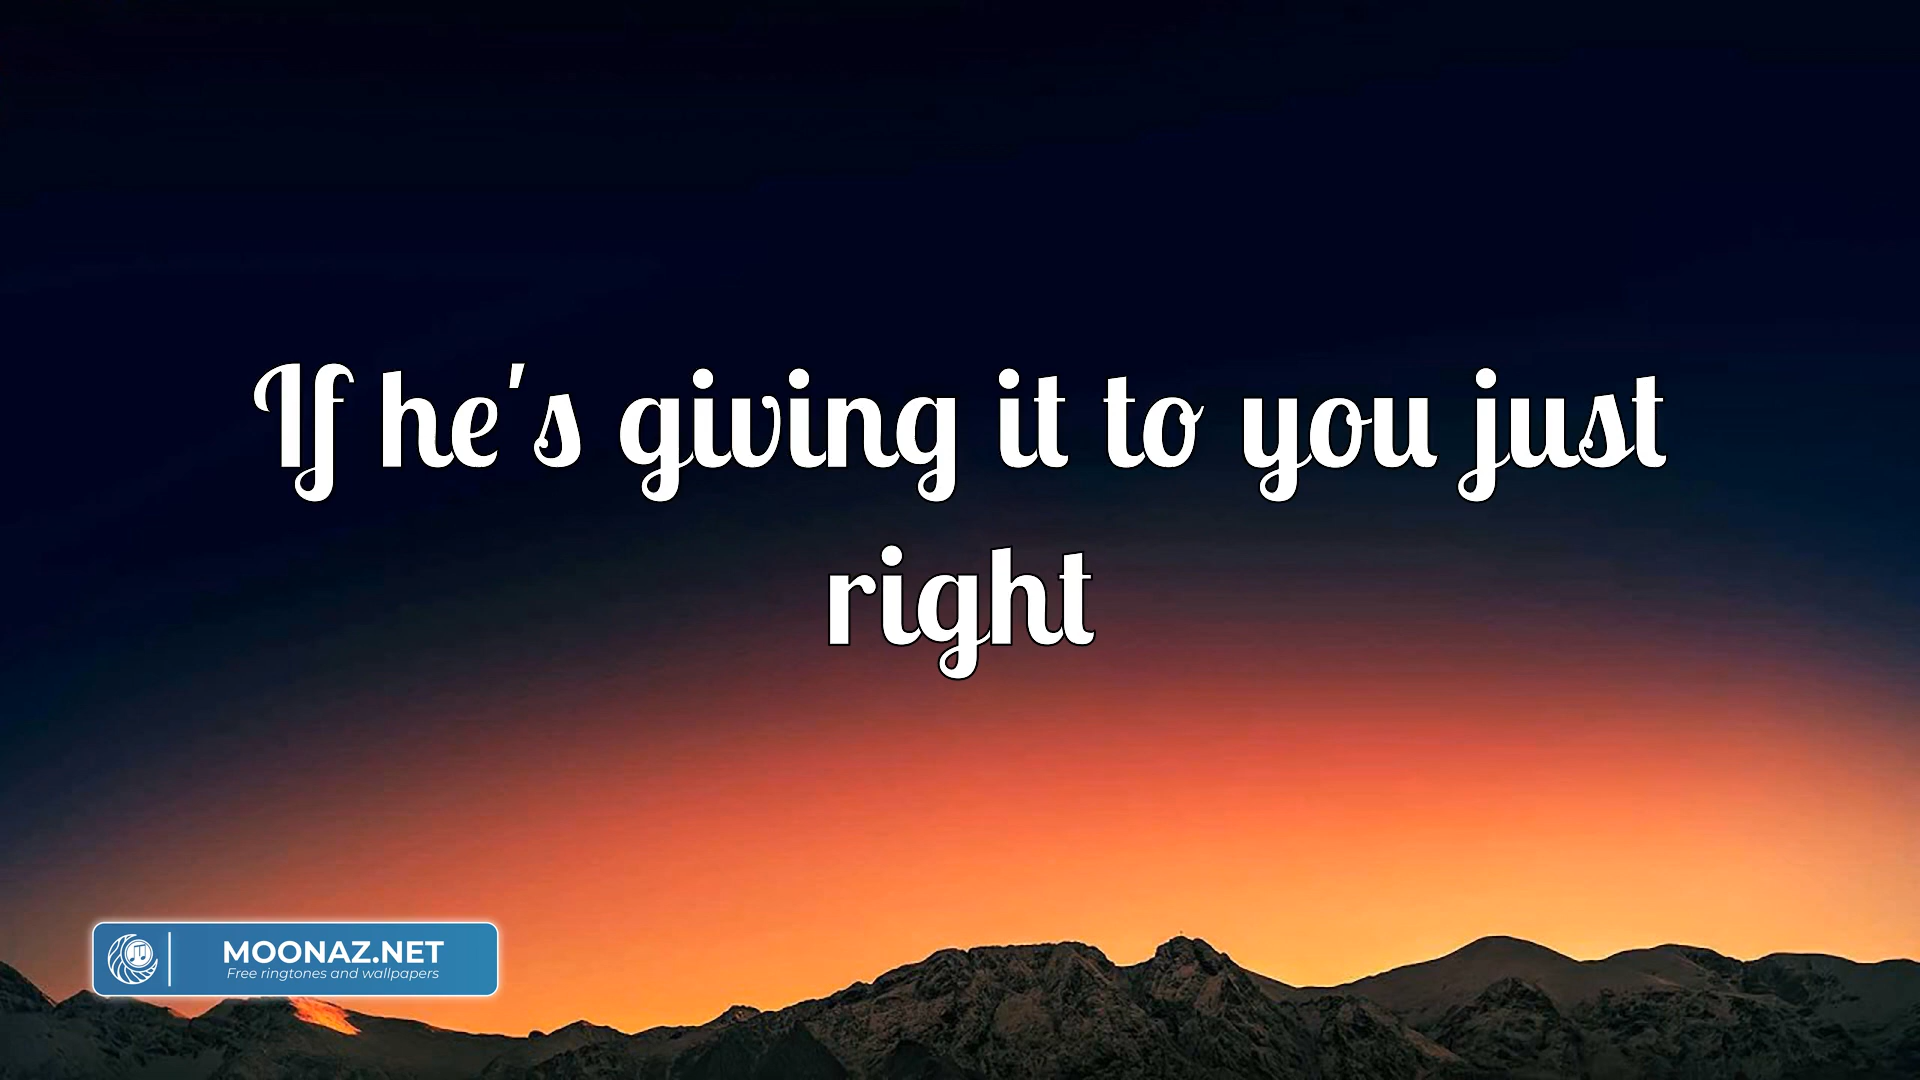 If he's giving it to you just
right
MOONAZ.NET
Free ringtones and wallpapers